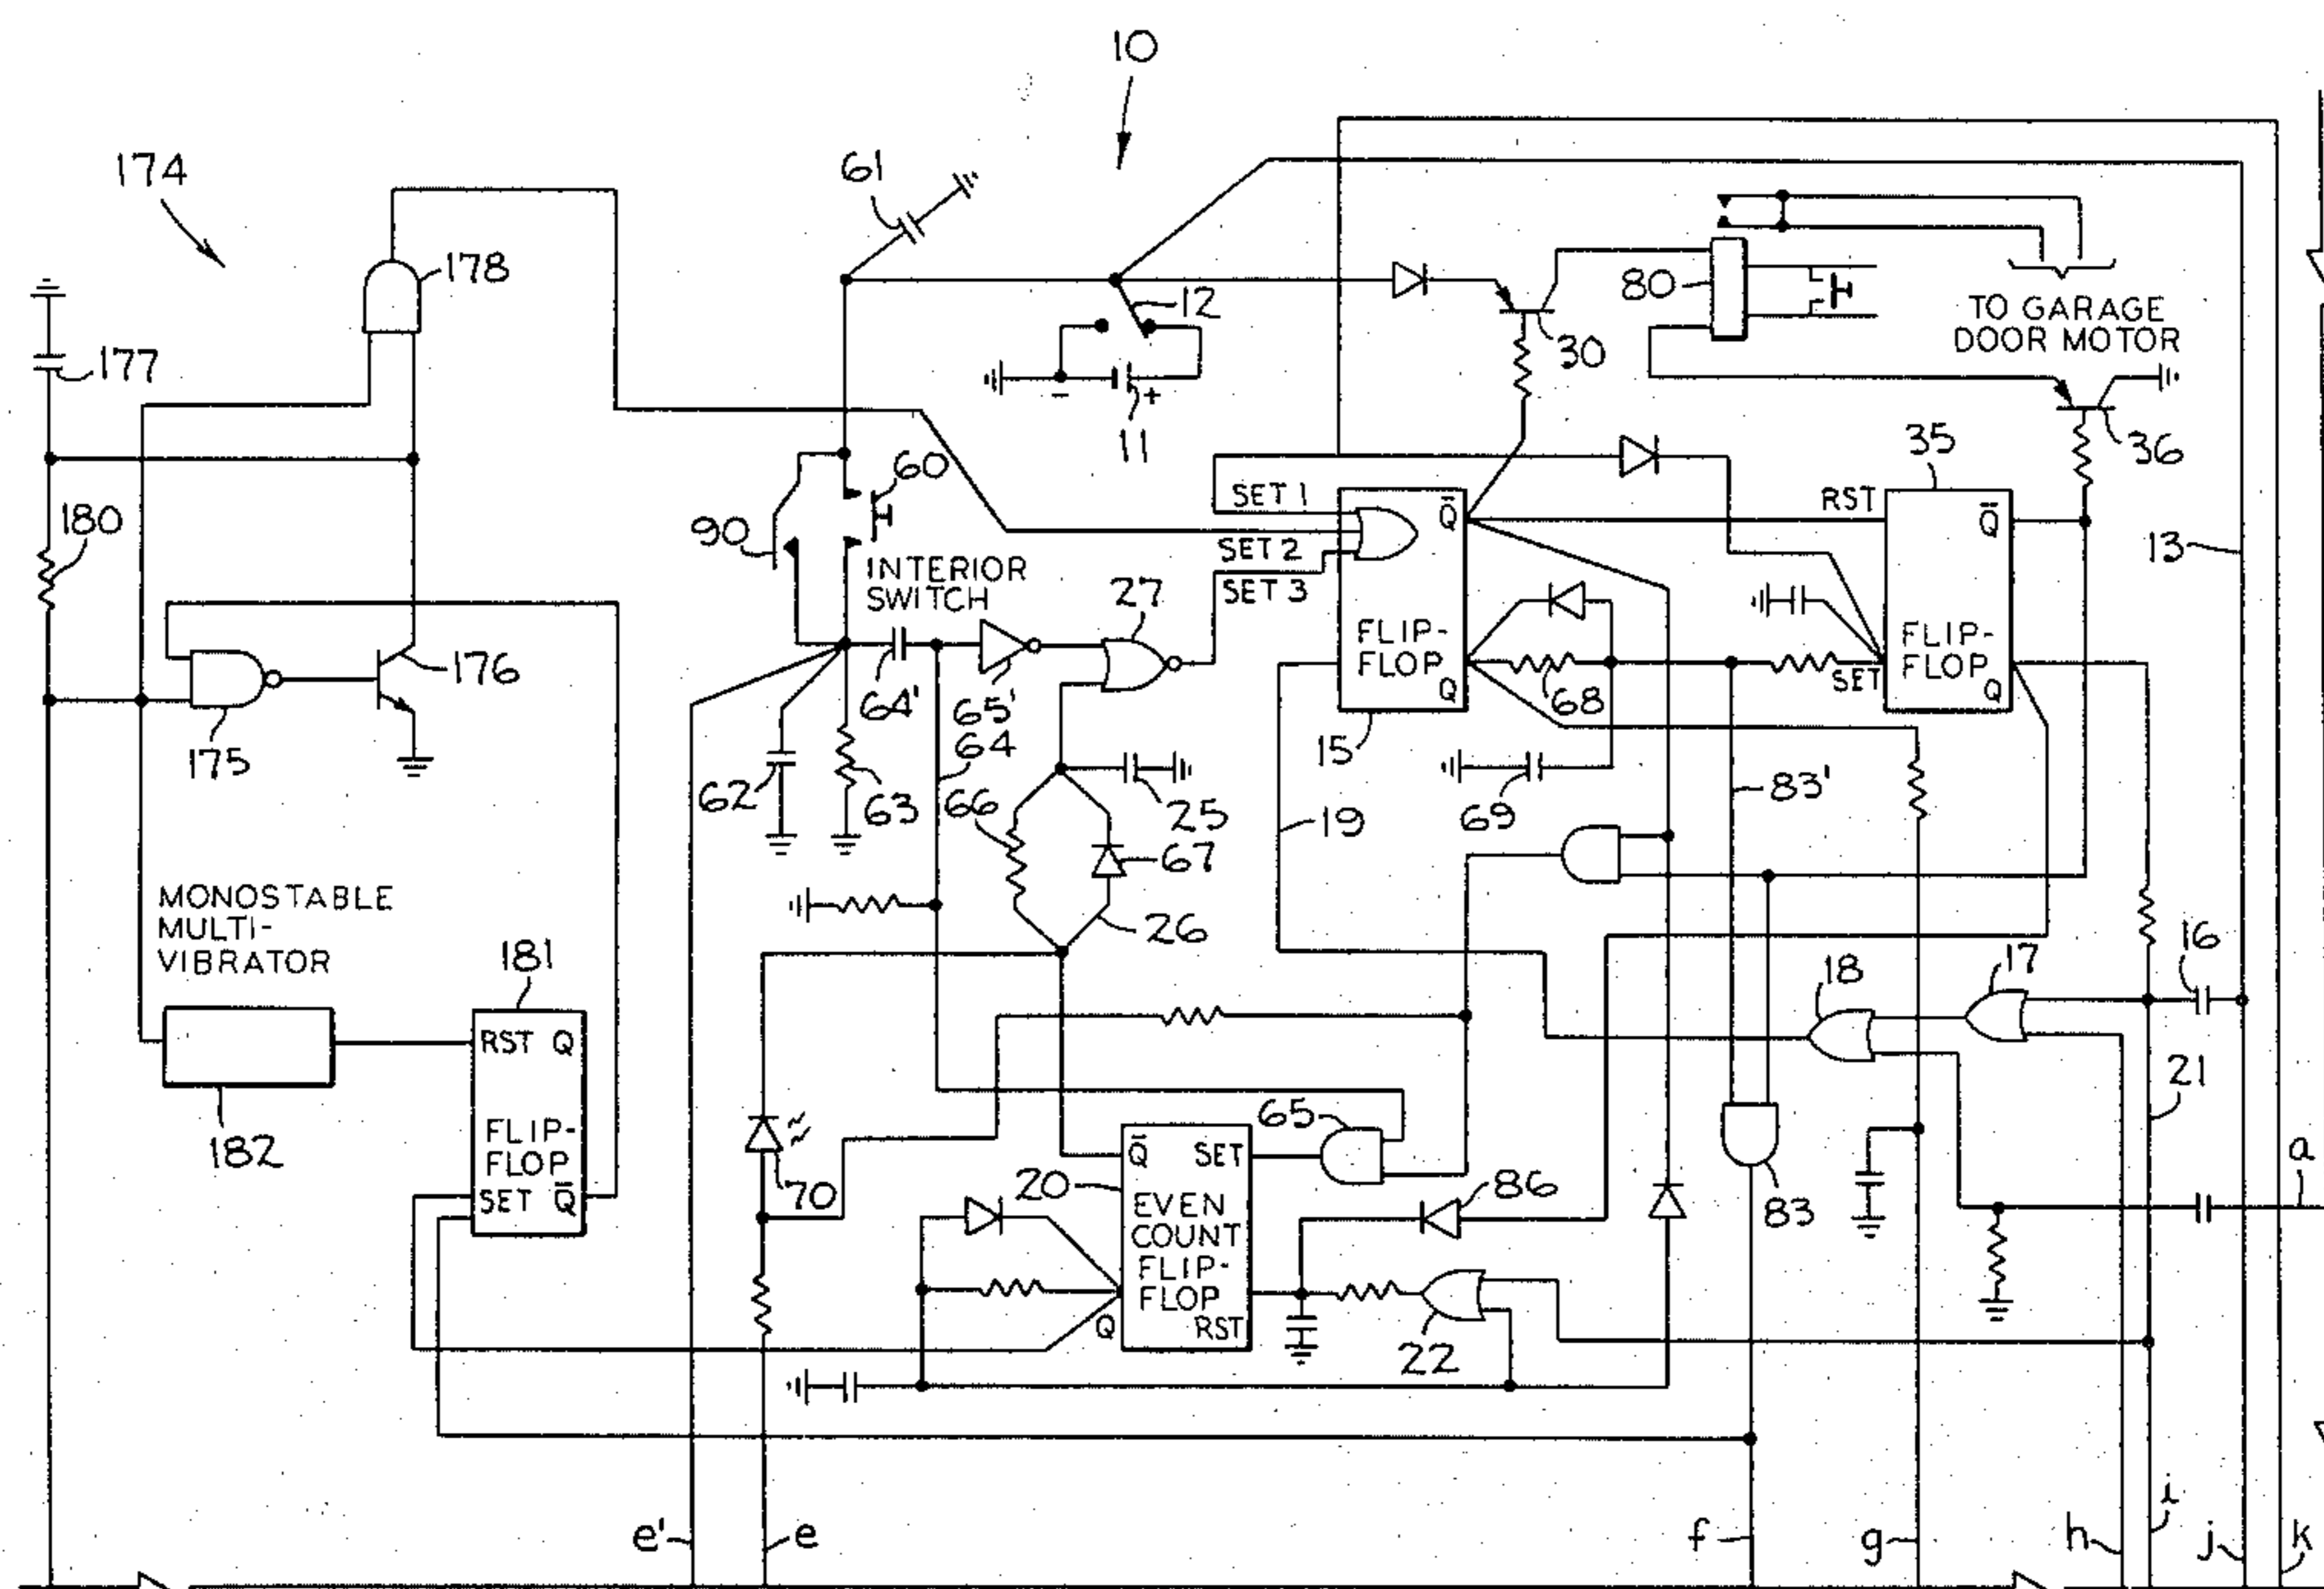 10
174
61
178
12
80
TO GARAGE
DOOR MOTOR
30
177
- +
11
36
35
60
SET 1
Q̄
RST
Q̄
180
90
SET 2
13
INTERIOR
SWITCH
27
SET 3
176
FLIP-
FLOP
Q
FLIP-
FLOP
Q
64'
65'
68
SET
175
64
15
62
63
66
25
69
83'
19
67
MONOSTABLE
MULTI-
VIBRATOR
26
16
181
18
17
RST Q
21
65
182
FLIP-
FLOP
Q̄ SET
a
SET Q̄
70
20
86
83
EVEN
COUNT
FLIP-
FLOP
Q
RST
22
e'
e
f
g
h
i
j
k